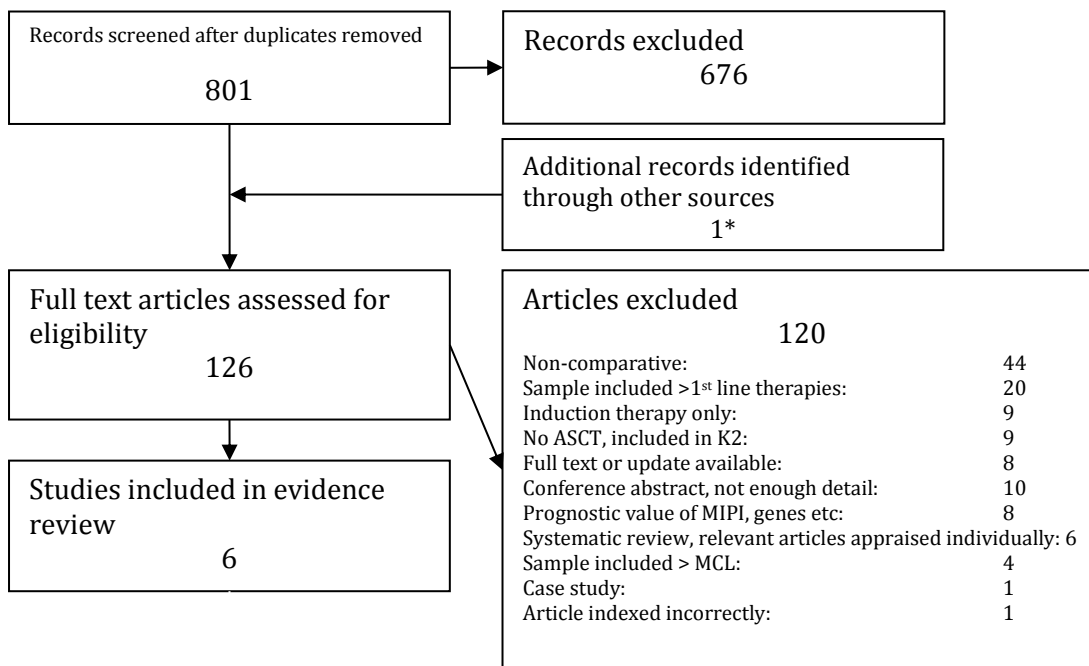 Records screened after duplicates removed
801
Records excluded
676
Additional records identified
through other sources
1*
Full text articles assessed for
eligibility
126
Articles excluded
120
Non-comparative: 44
Sample included >1st line therapies: 20
Induction therapy only: 9
No ASCT, included in K2: 9
Full text or update available: 8
Conference abstract, not enough detail: 10
Prognostic value of MIPI, genes etc: 8
Systematic review, relevant articles appraised individually: 6
Sample included > MCL: 4
Case study: 1
Article indexed incorrectly: 1
Studies included in evidence
review
6